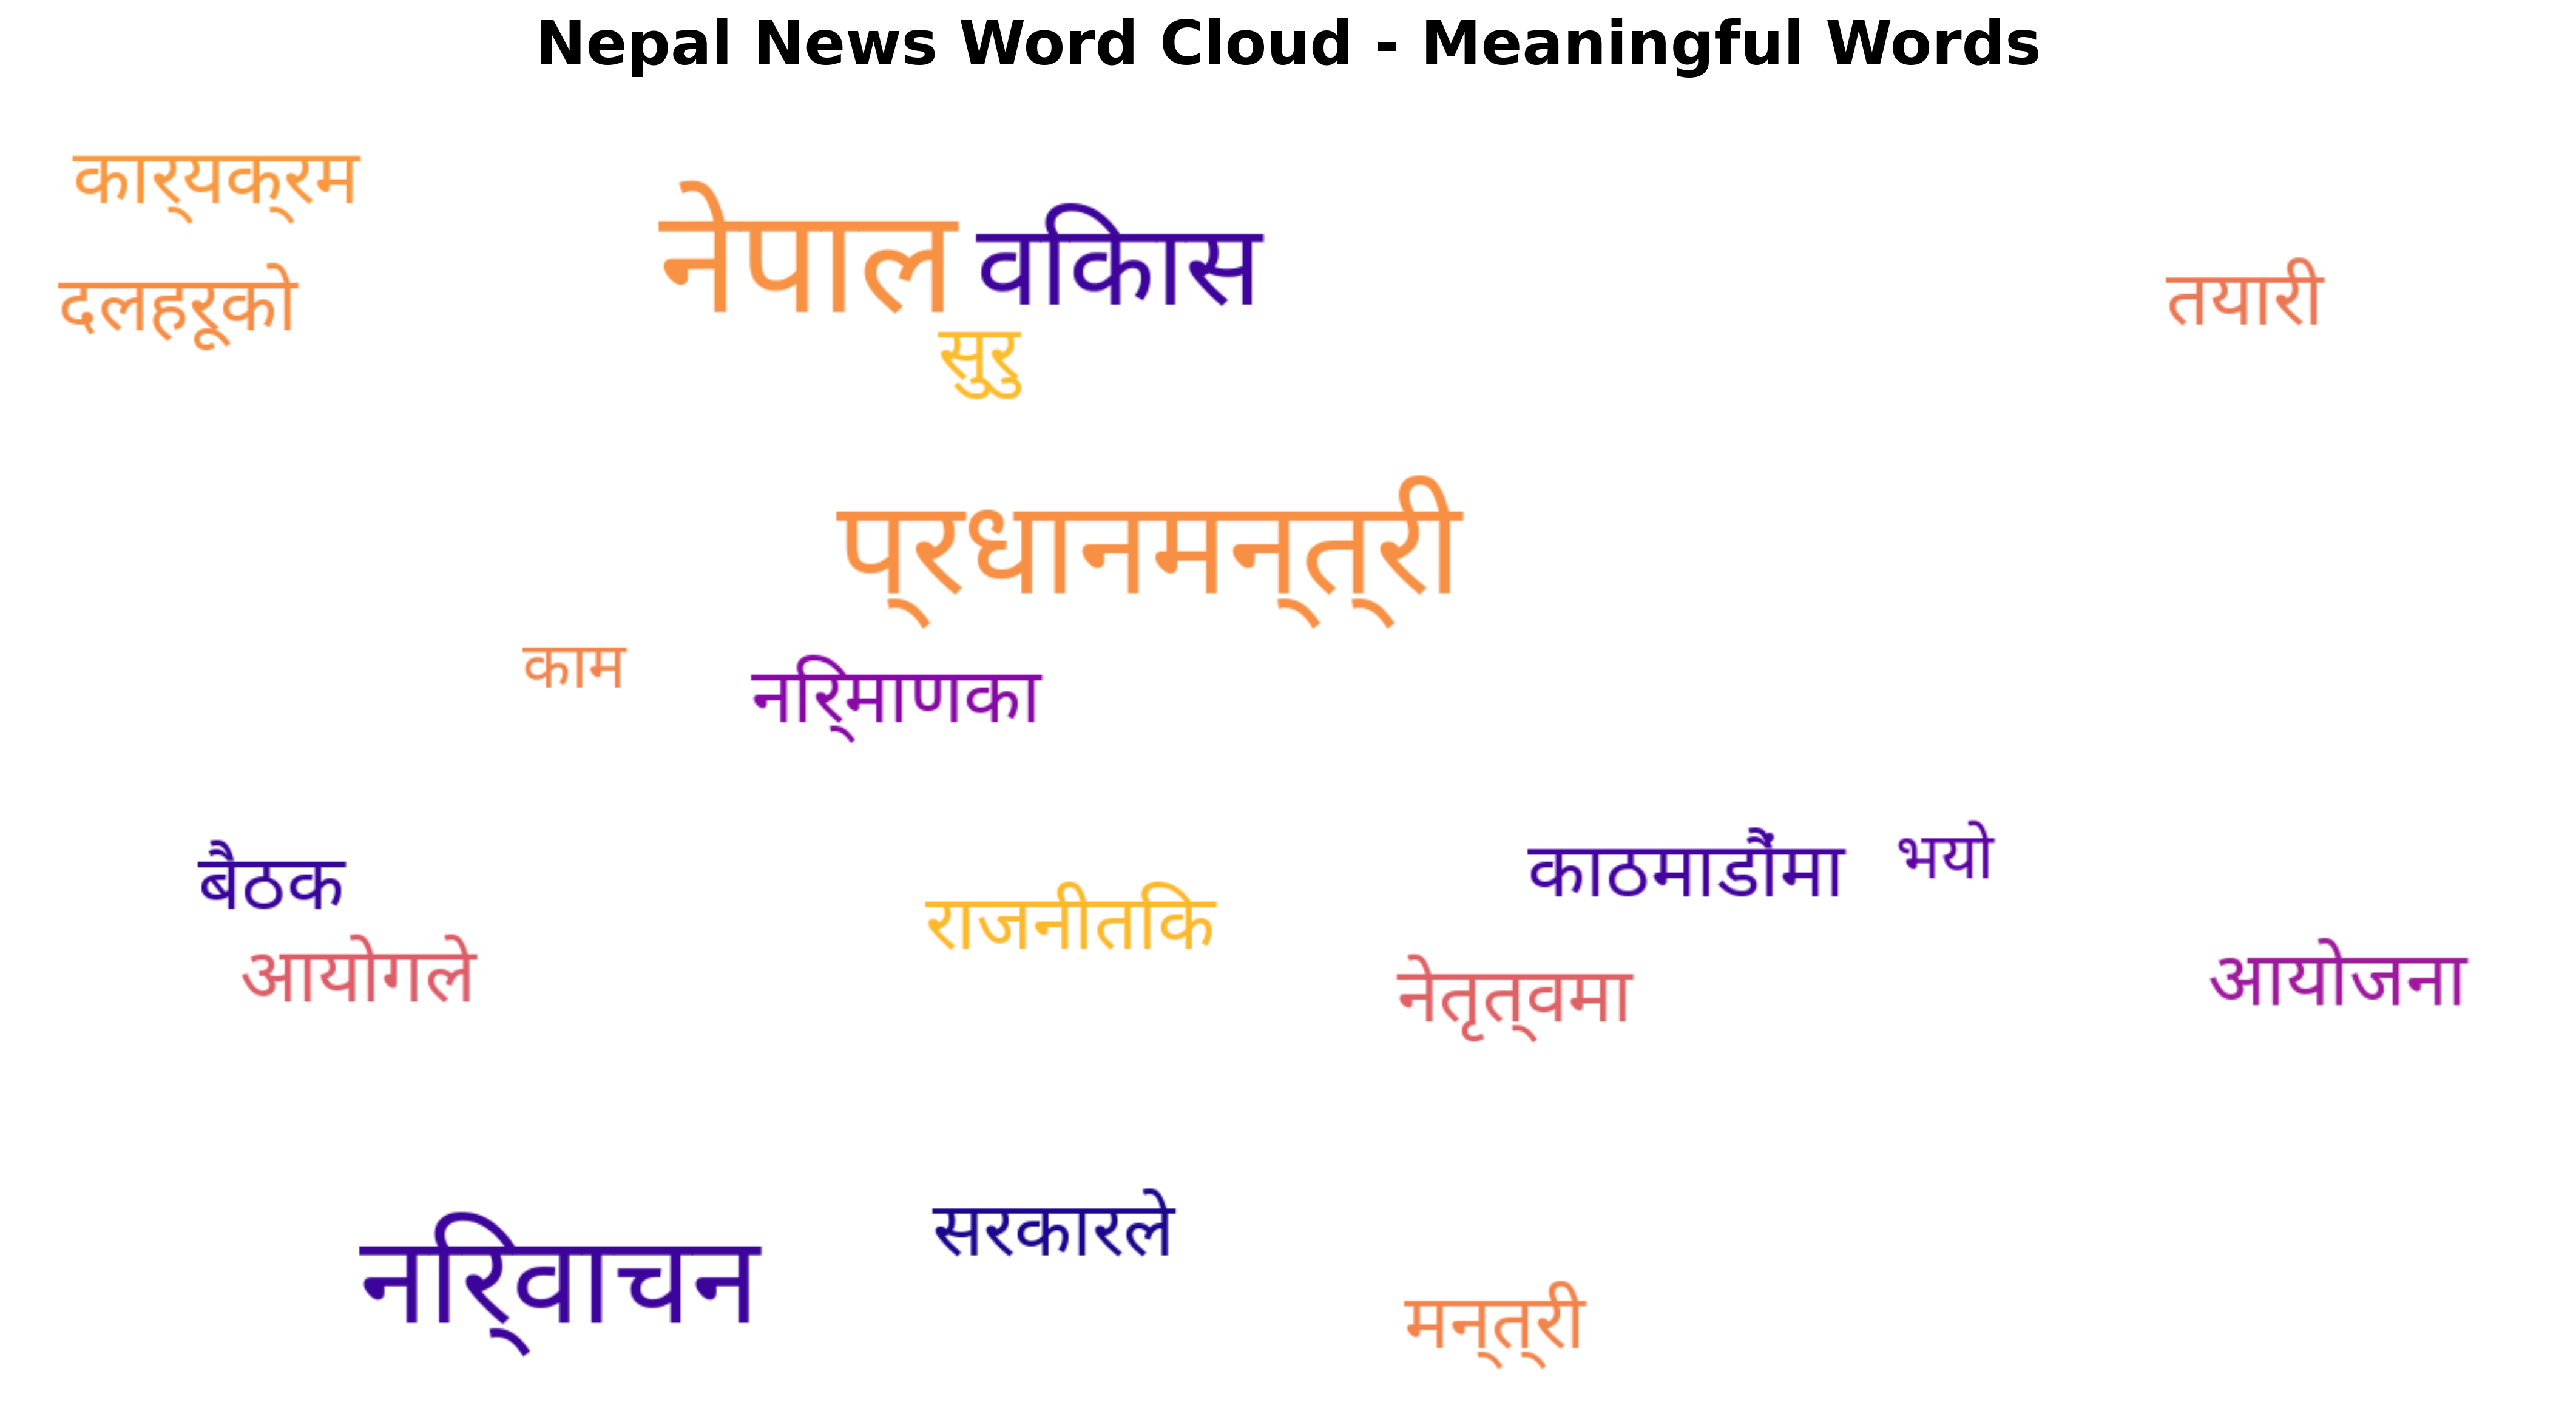 Nepal News Word Cloud - Meaningful Words
कार्यक्रम
नेपाल विकास
दलहरूको
तयारी
सुरु
प्रधानमन्त्री
काम
निर्माणका
बैठक
काठमाडौंमा भयो
राजनीतिक
आयोगले
नेतृत्वमा
आयोजना
सरकारले
निर्वाचन
मन्त्री